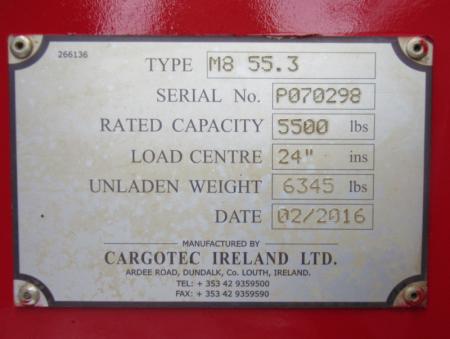 266136
TYPE M8 55.3
SERIAL No. P070298
RATED CAPACITY 5500 lbs
LOAD CENTRE 24" ins
UNLADEN WEIGHT 6345 lbs
DATE 02/2016
MANUFACTURED BY
CARGOTEC IRELAND LTD.
ARDEE ROAD, DUNDALK, Co. LOUTH, IRELAND.
TEL: + 353 42 9359500
FAX: + 353 42 9359590